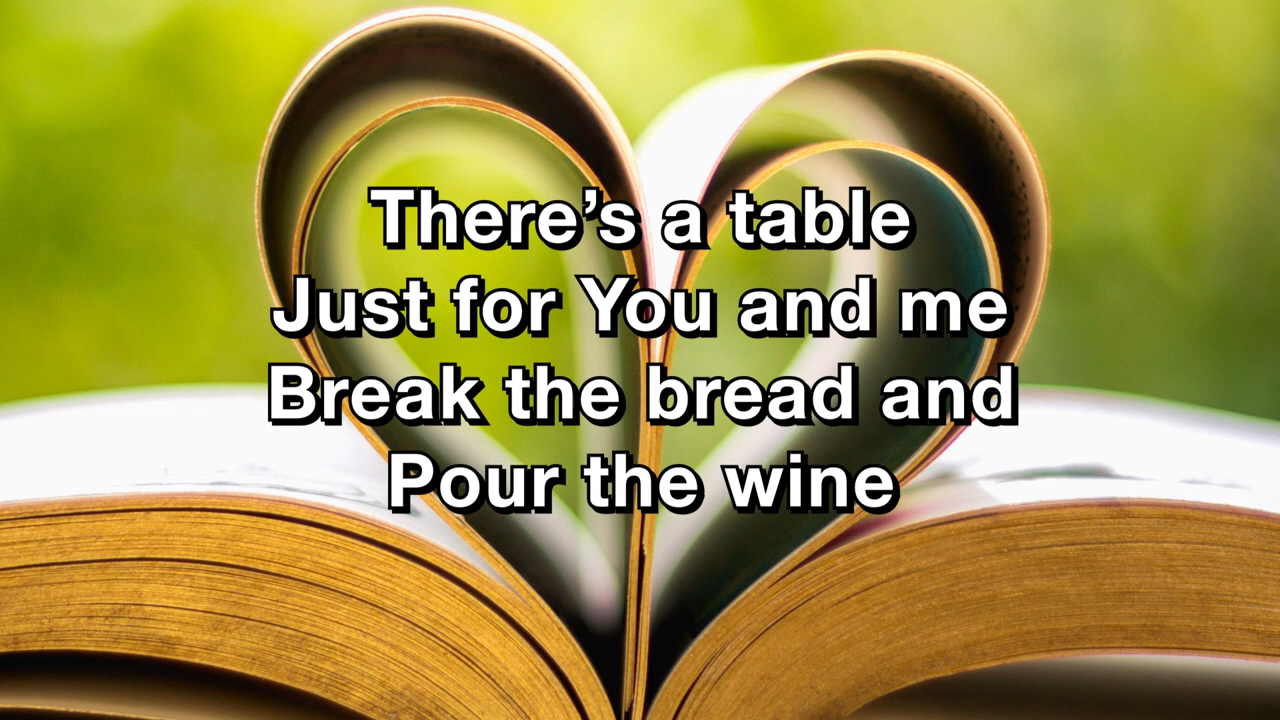 There’s a table
Just for You and me
Break the bread and
Pour the wine